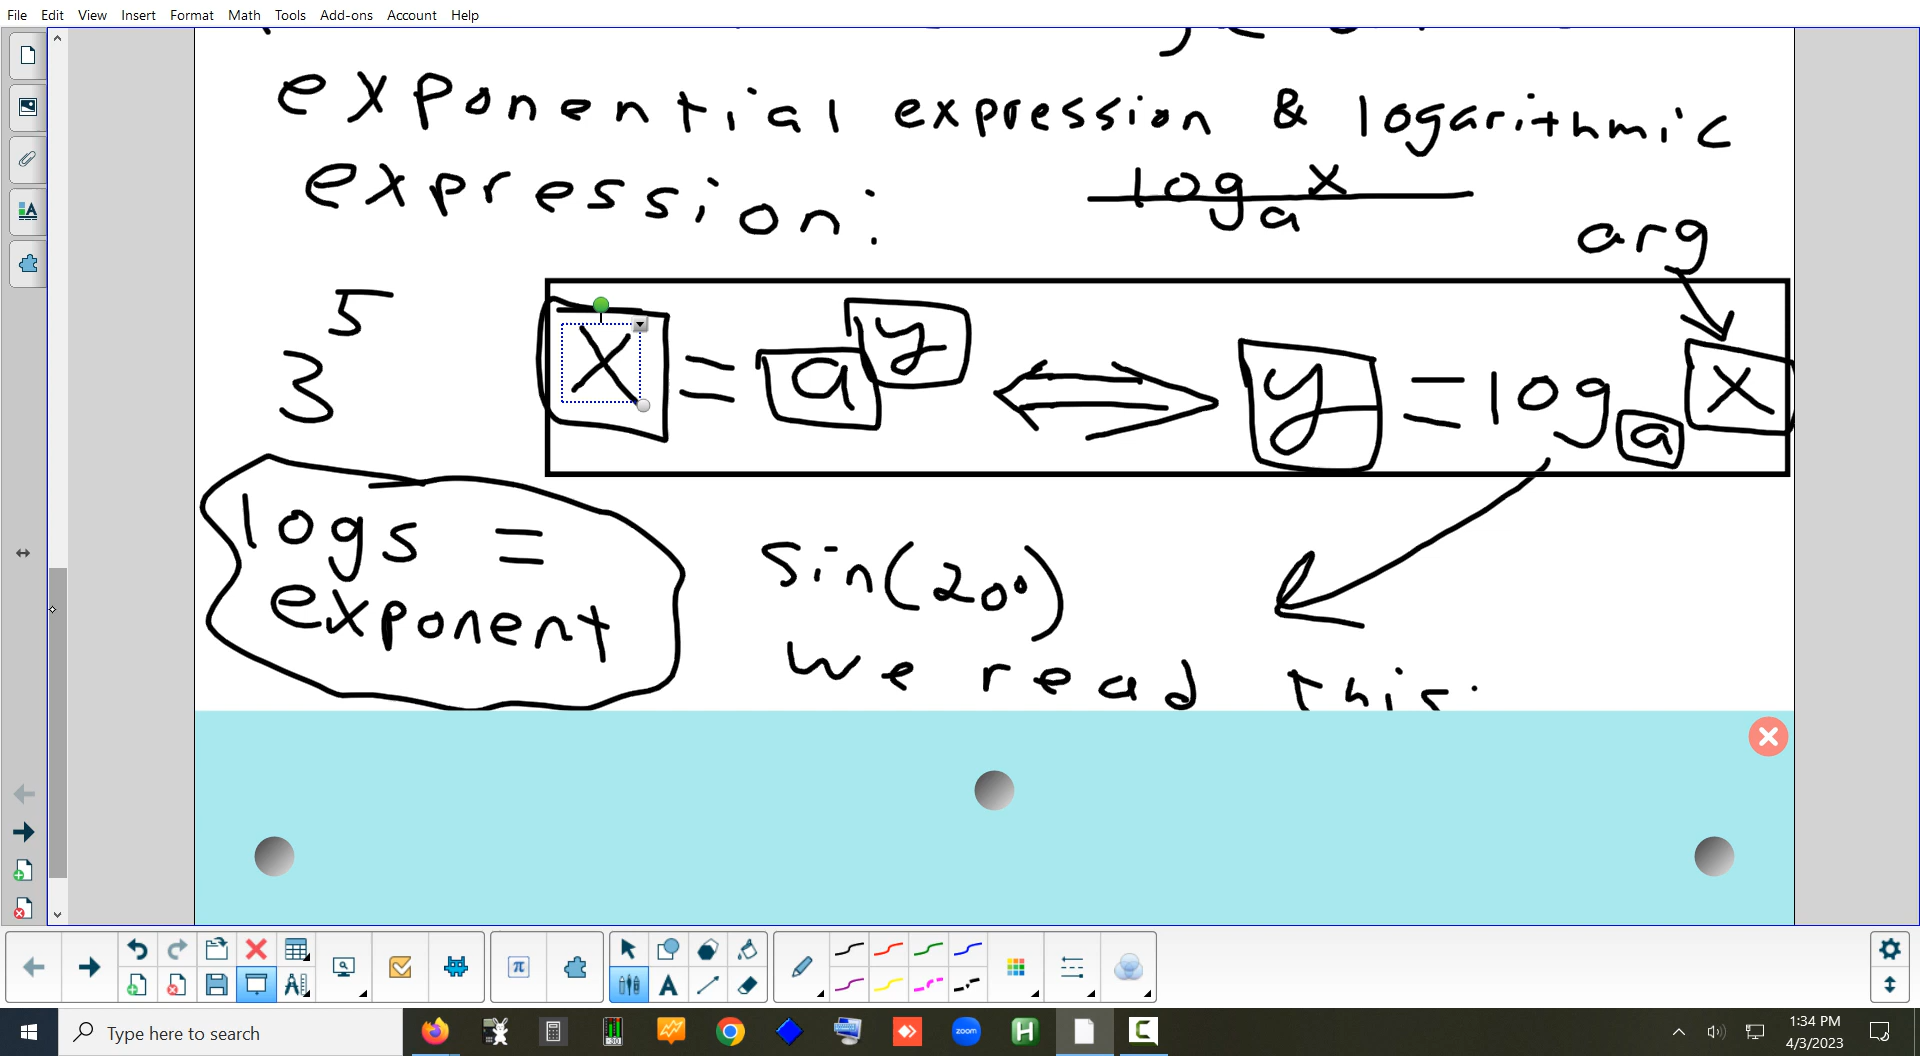 File Edit View Insert Format Math Tools Add-ons Account Help
exponential expression & logarithmic
expression:
log_a x
arg
3^5
x = a^y ⟺ y = log_a x
logs =
exponent
sin(20°)
we read this:
π
A
zoom
H
C
Type here to search
1:34 PM
4/3/2023